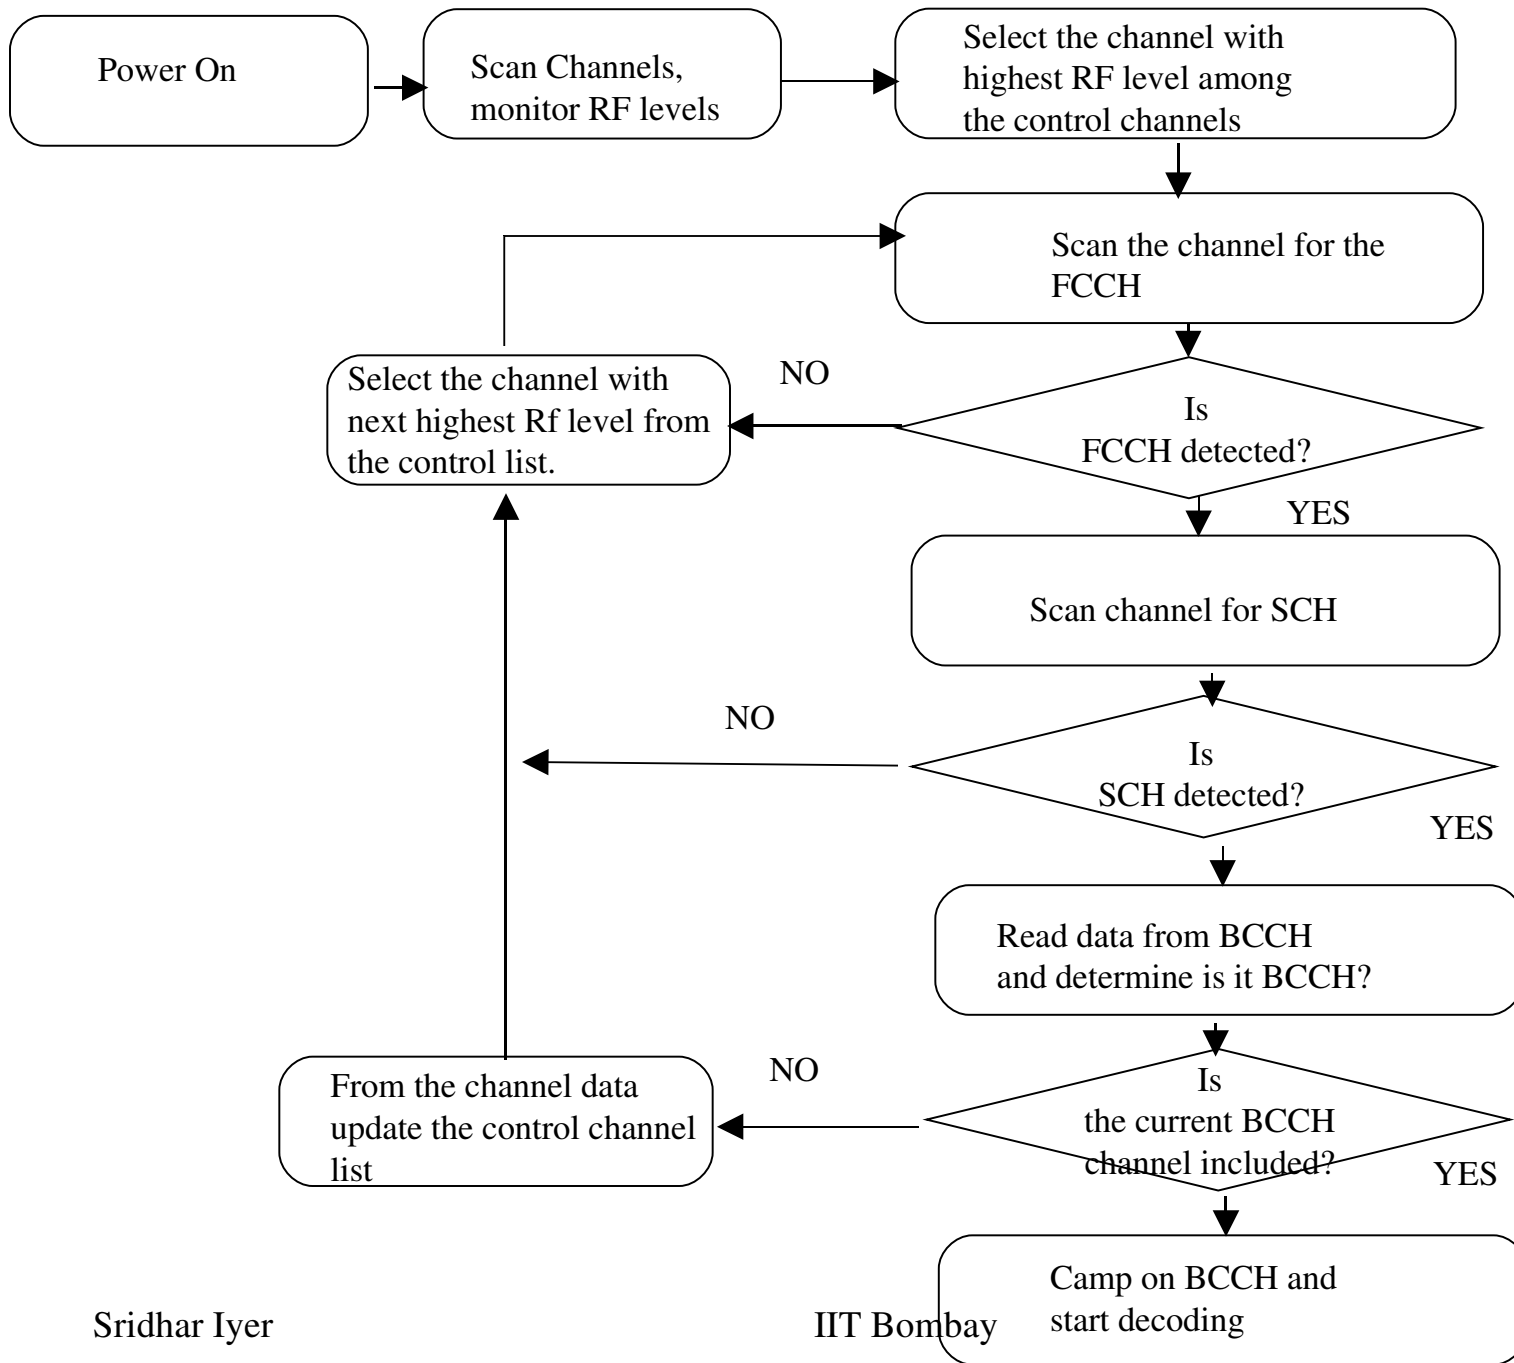 Power On
Scan Channels,
monitor RF levels
Select the channel with
highest RF level among
the control channels
Scan the channel for the
FCCH
Select the channel with
next highest Rf level from
the control list.
NO
Is
FCCH detected?
YES
Scan channel for SCH
NO
Is
SCH detected?
YES
Read data from BCCH
and determine is it BCCH?
From the channel data
update the control channel
list
NO
Is
the current BCCH
channel included?
YES
Camp on BCCH and
start decoding
Sridhar Iyer
IIT Bombay